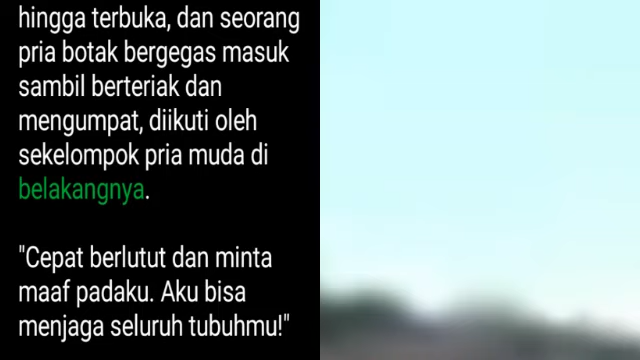 hingga terbuka, dan seorang
pria botak bergegas masuk
sambil berteriak dan
mengumpat, diikuti oleh
sekelompok pria muda di
belakangnya.
"Cepat berlutut dan minta
maaf padaku. Aku bisa
menjaga seluruh tubuhmu!"